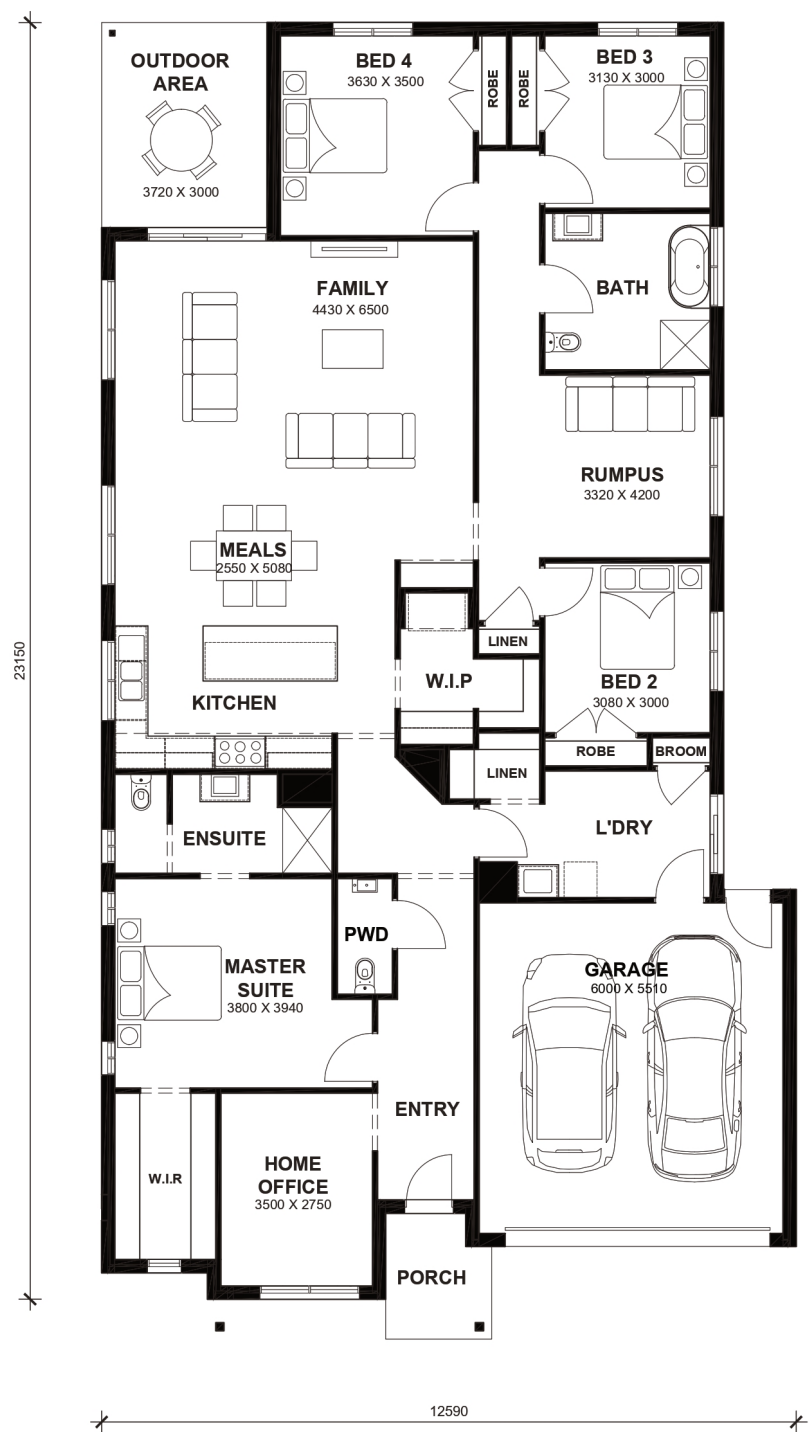 OUTDOOR
AREA
3720 X 3000
BED 4
3630 X 3500
ROBE
ROBE
BED 3
3130 X 3000
FAMILY
4430 X 6500
BATH
RUMPUS
3320 X 4200
MEALS
2550 X 5080
LINEN
W.I.P
BED 2
3080 X 3000
KITCHEN
23150
ROBE
BROOM
LINEN
ENSUITE
L'DRY
PWD
MASTER
SUITE
3800 X 3940
GARAGE
6000 X 5510
ENTRY
W.I.R
HOME
OFFICE
3500 X 2750
PORCH
12590